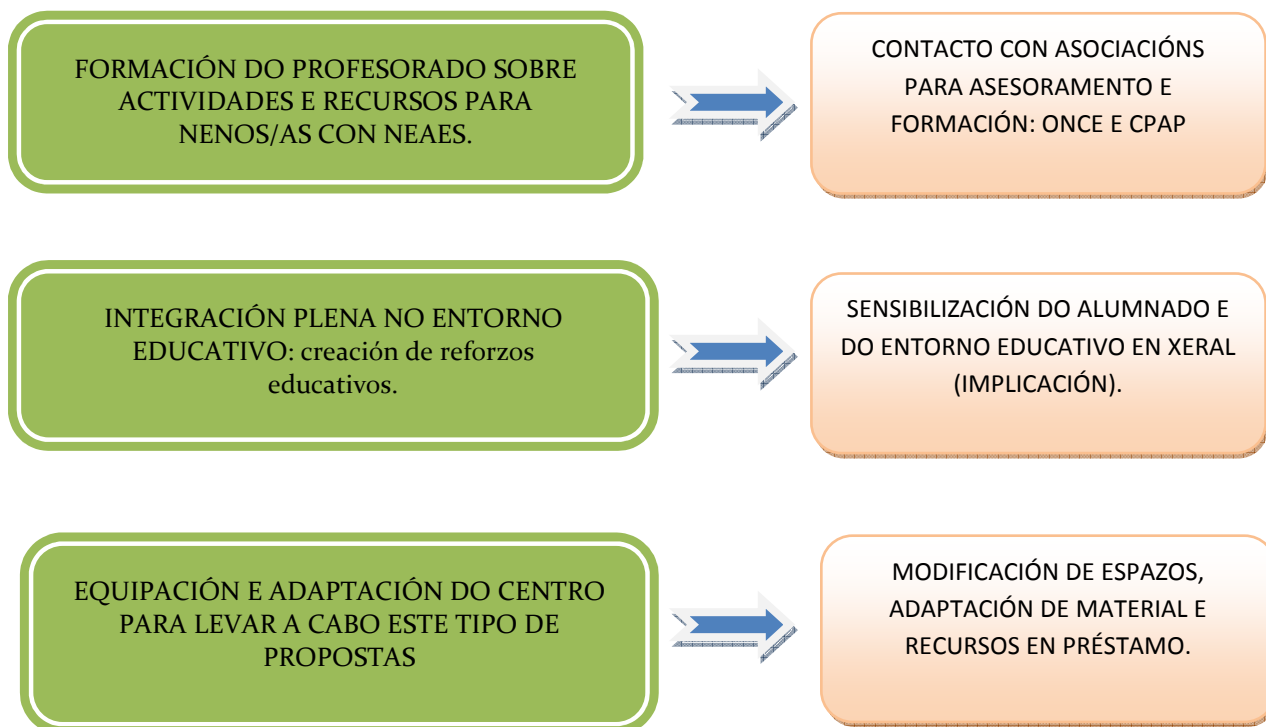 FORMACIÓN DO PROFESORADO SOBRE
ACTIVIDADES E RECURSOS PARA
NENOS/AS CON NEAES.
CONTACTO CON ASOCIACIÓNS
PARA ASESORAMENTO E
FORMACIÓN: ONCE E CPAP
INTEGRACIÓN PLENA NO ENTORNO
EDUCATIVO: creación de reforzos
educativos.
SENSIBILIZACIÓN DO ALUMNADO E
DO ENTORNO EDUCATIVO EN XERAL
(IMPLICACIÓN).
EQUIPACIÓN E ADAPTACIÓN DO CENTRO
PARA LEVAR A CABO ESTE TIPO DE
PROPOSTAS
MODIFICACIÓN DE ESPAZOS,
ADAPTACIÓN DE MATERIAL E
RECURSOS EN PRÉSTAMO.